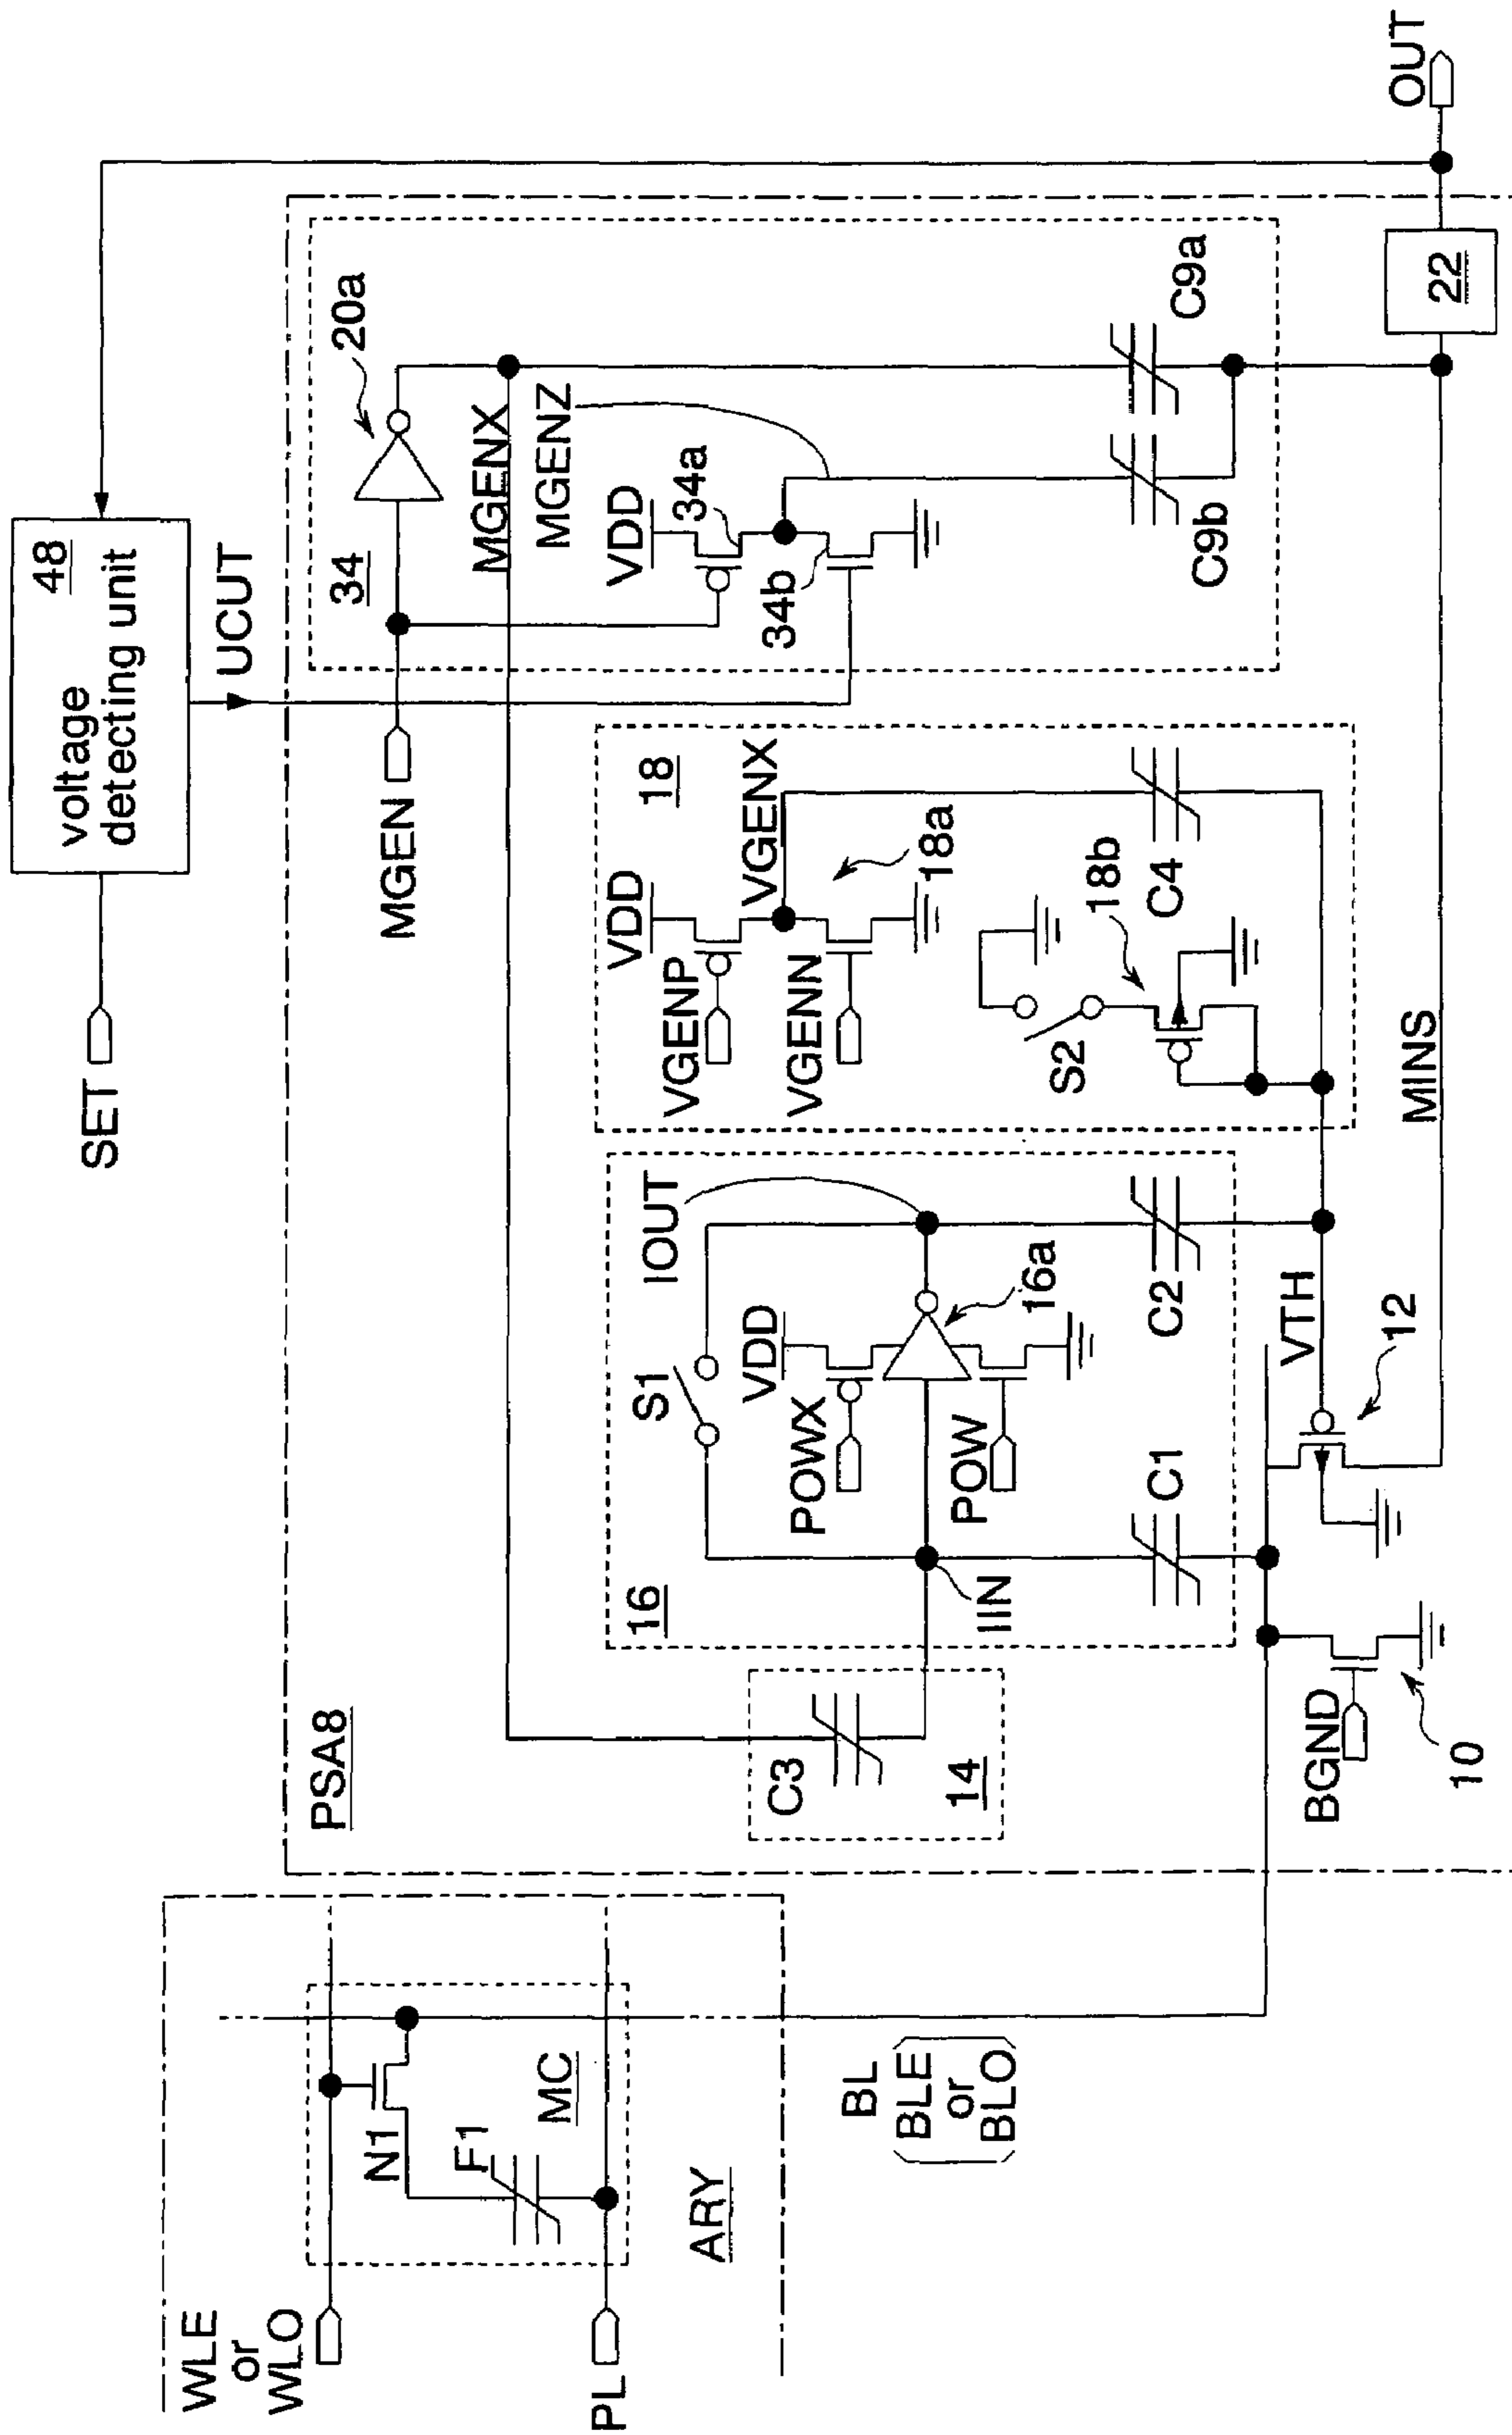 SET
48
voltage
detecting unit
UCUT
MGEN
34
20a
MGENX
MGENZ
VDD
34a
34b
C9b
C9a
22
OUT
18
VDD
VGENP
VGENX
VGENN
18a
S2
18b
C4
MINS
16
S1
IOUT
VDD
POWX
16a
POW
IIN
C1
C2
VTH
12
PSA8
C3
14
BGND
10
WLE
or
WLO
N1
F1
MC
PL
ARY
BL
BLE
or
BLO